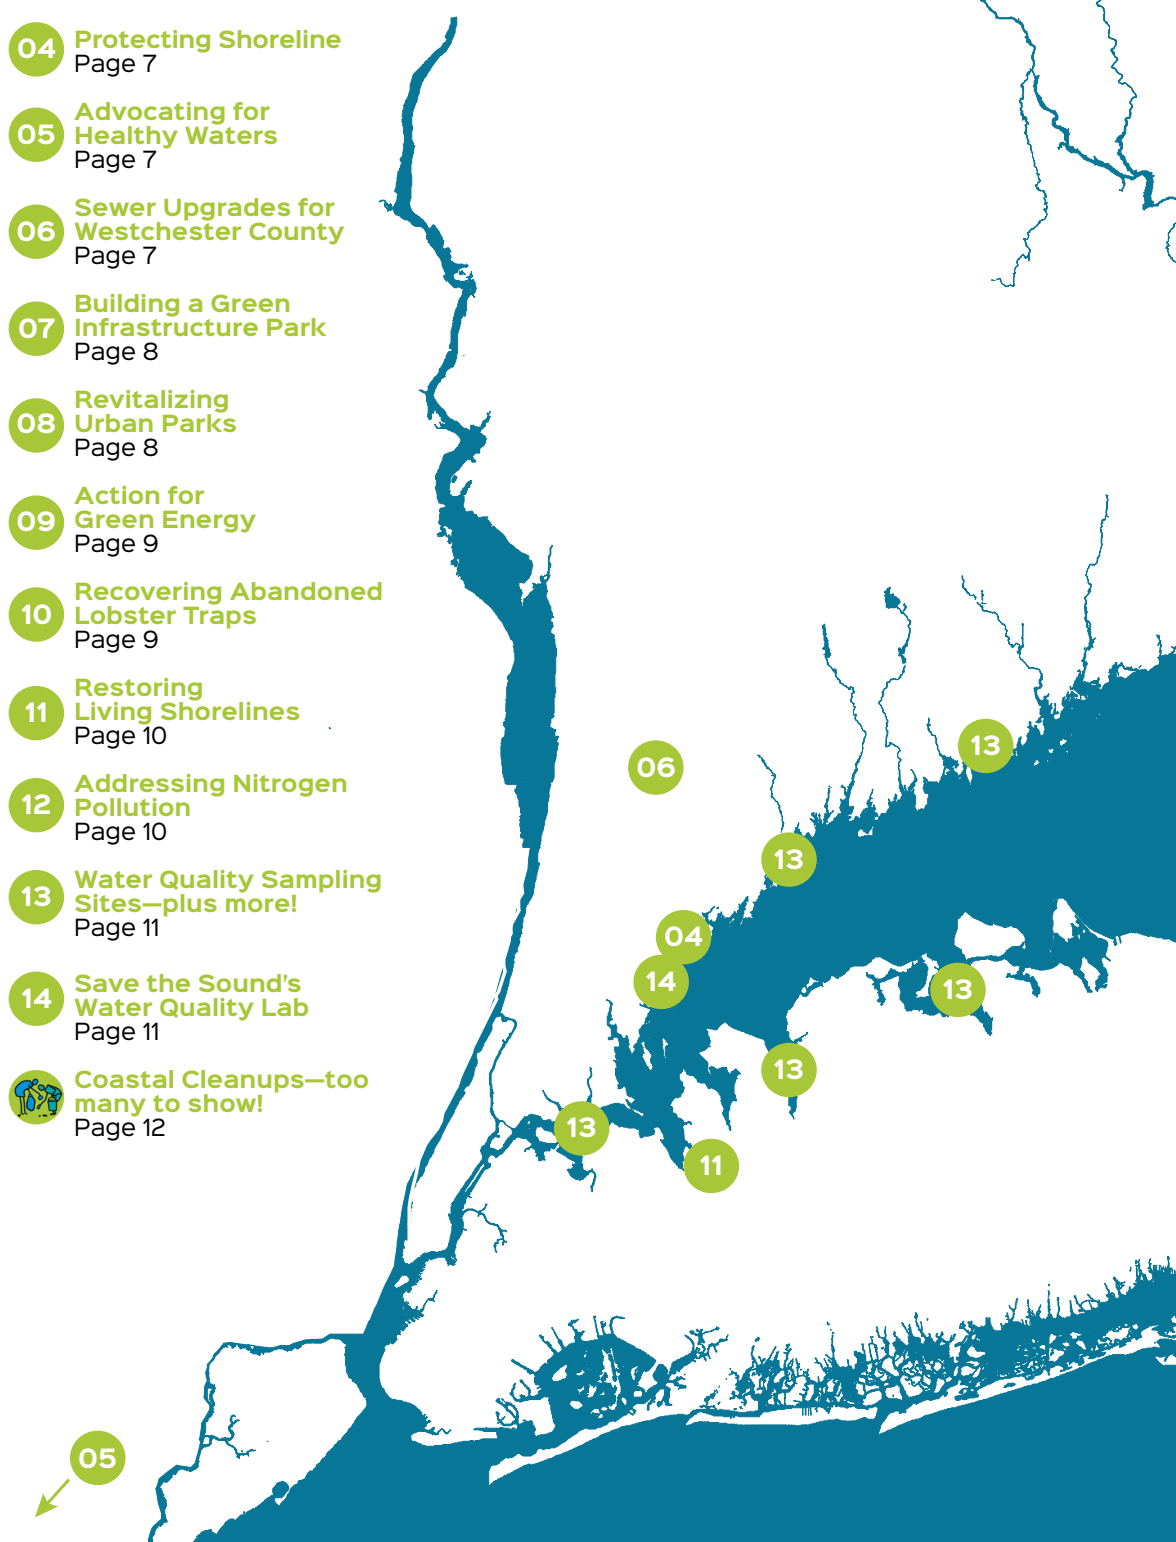 04
Protecting Shoreline
Page 7
05
Advocating for
Healthy Waters
Page 7
06
Sewer Upgrades for
Westchester County
Page 7
07
Building a Green
Infrastructure Park
Page 8
08
Revitalizing
Urban Parks
Page 8
09
Action for
Green Energy
Page 9
10
Recovering Abandoned
Lobster Traps
Page 9
11
Restoring
Living Shorelines
Page 10
12
Addressing Nitrogen
Pollution
Page 10
13
Water Quality Sampling
Sites—plus more!
Page 11
14
Save the Sound’s
Water Quality Lab
Page 11
Coastal Cleanups—too
many to show!
Page 12
13
06
13
04
14
13
13
13
11
05